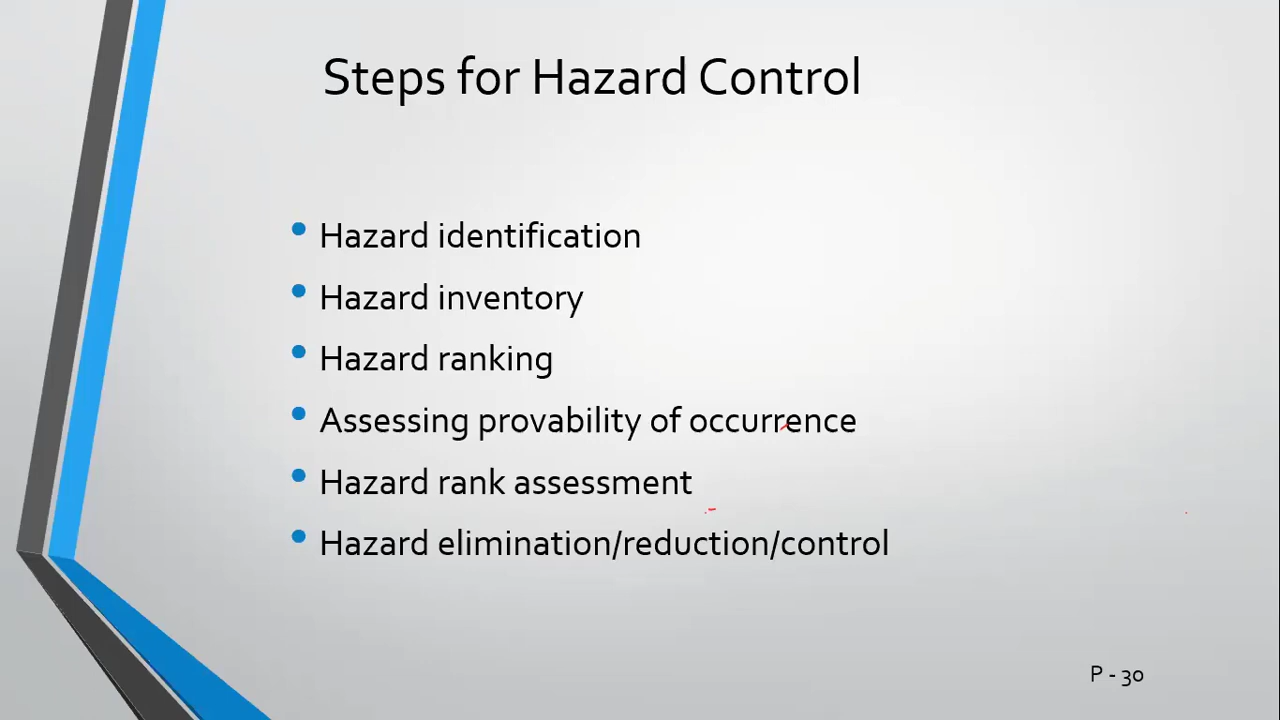 Steps for Hazard Control
• Hazard identification
• Hazard inventory
• Hazard ranking
• Assessing provability of occurrence
• Hazard rank assessment
• Hazard elimination/reduction/control
P - 30